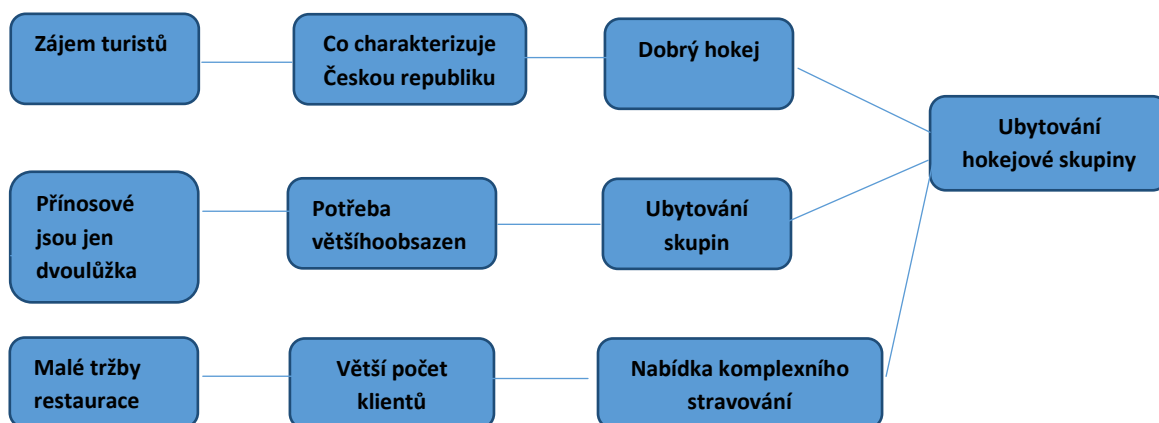 Zájem turistů
Co charakterizuje
Českou republiku
Dobrý hokej
Ubytování
hokejové skupiny
Přínosové
jsou jen
dvoulůžka
Potřeba
většíhoobsazen
Ubytování
skupin
Malé tržby
restaurace
Větší počet
klientů
Nabídka komplexního
stravování